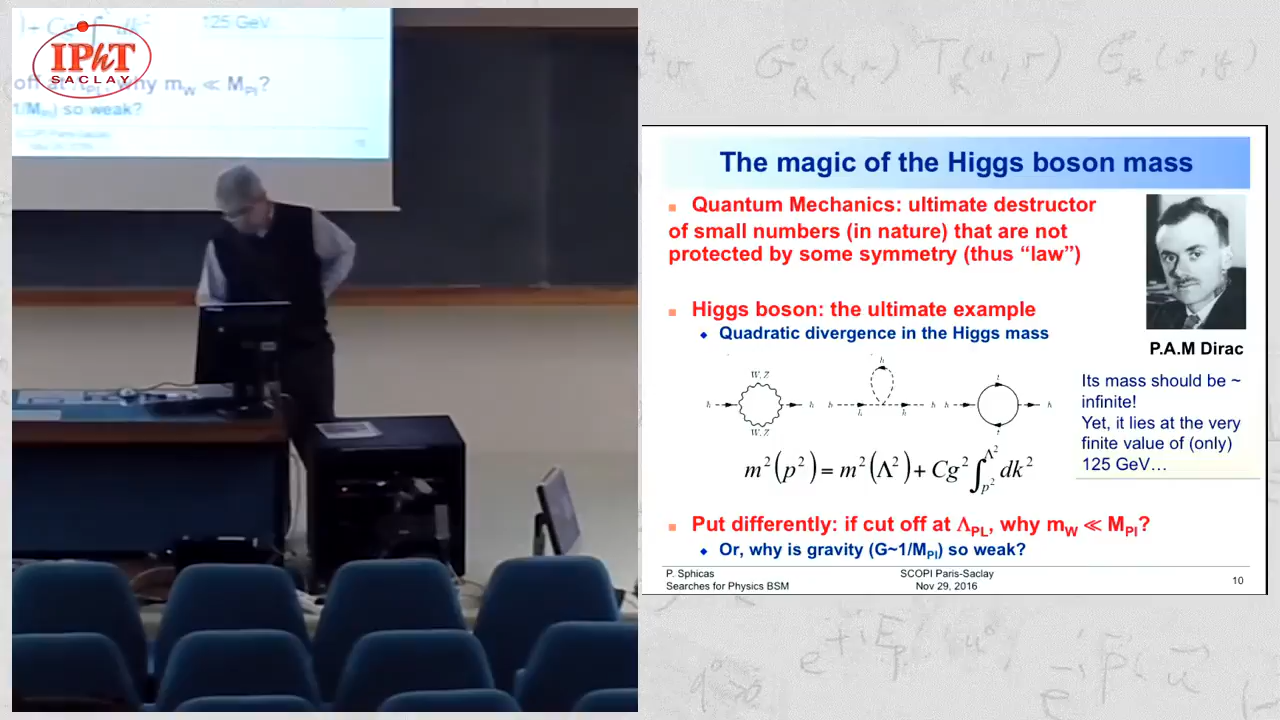 125 GeV
IPhT
SACLAY
off at Λ_PL, why m_W ≪ M_Pl?
1/M_Pl) so weak?
The magic of the Higgs boson mass
Quantum Mechanics: ultimate destructor
of small numbers (in nature) that are not
protected by some symmetry (thus “law”)
Higgs boson: the ultimate example
Quadratic divergence in the Higgs mass
P.A.M Dirac
Its mass should be ~
infinite!
Yet, it lies at the very
finite value of (only)
125 GeV…
W, Z
h h
W, Z
h
h h h
t
h h
t
m²(p²) = m²(Λ²) + Cg² ∫_{p²}^{Λ²} dk²
Put differently: if cut off at Λ_PL, why m_W ≪ M_Pl?
Or, why is gravity (G~1/M_Pl) so weak?
P. Sphicas
Searches for Physics BSM
SCOPI Paris-Saclay
Nov 29, 2016
10